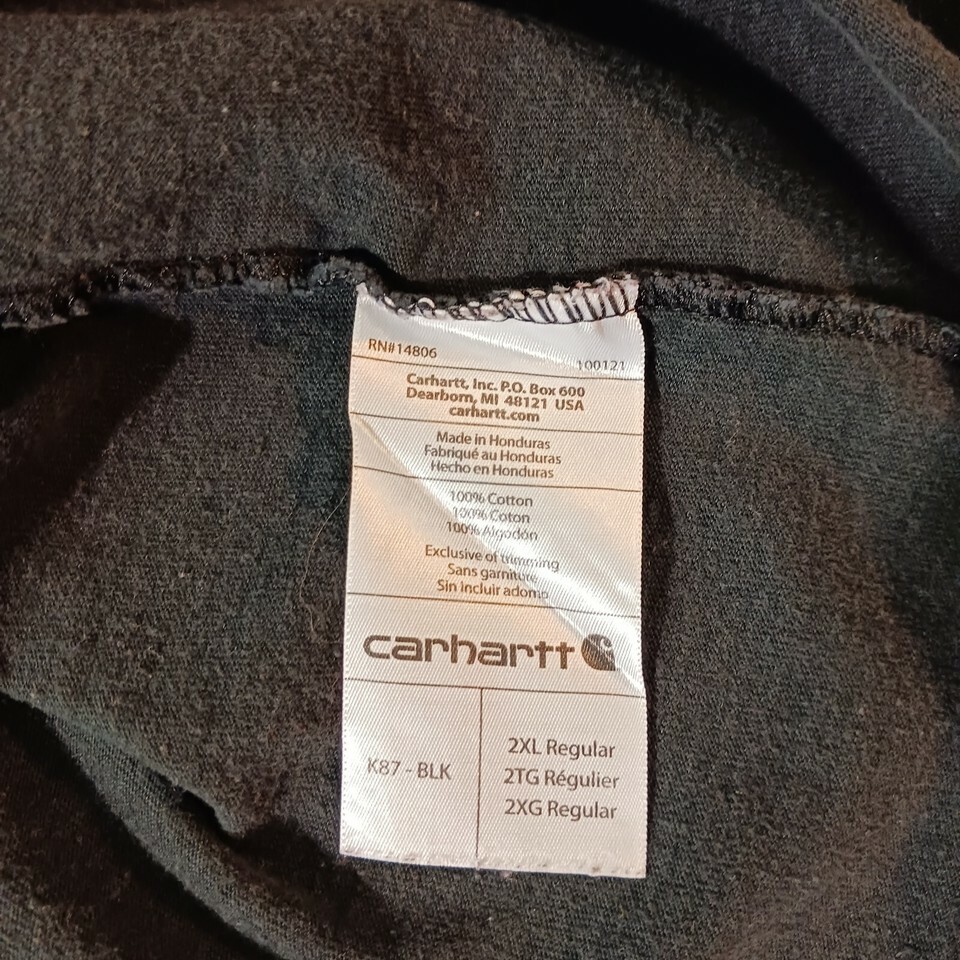 RN#14806
100121
Carhartt, Inc. P.O. Box 600
Dearborn, MI 48121 USA
carhartt.com
Made in Honduras
Fabriqué au Honduras
Hecho en Honduras
100% Cotton
100% Coton
100% Algodón
Exclusive of trimming
Sans garniture
Sin incluir adorno
carhartt
K87 - BLK
2XL Regular
2TG Régulier
2XG Regular